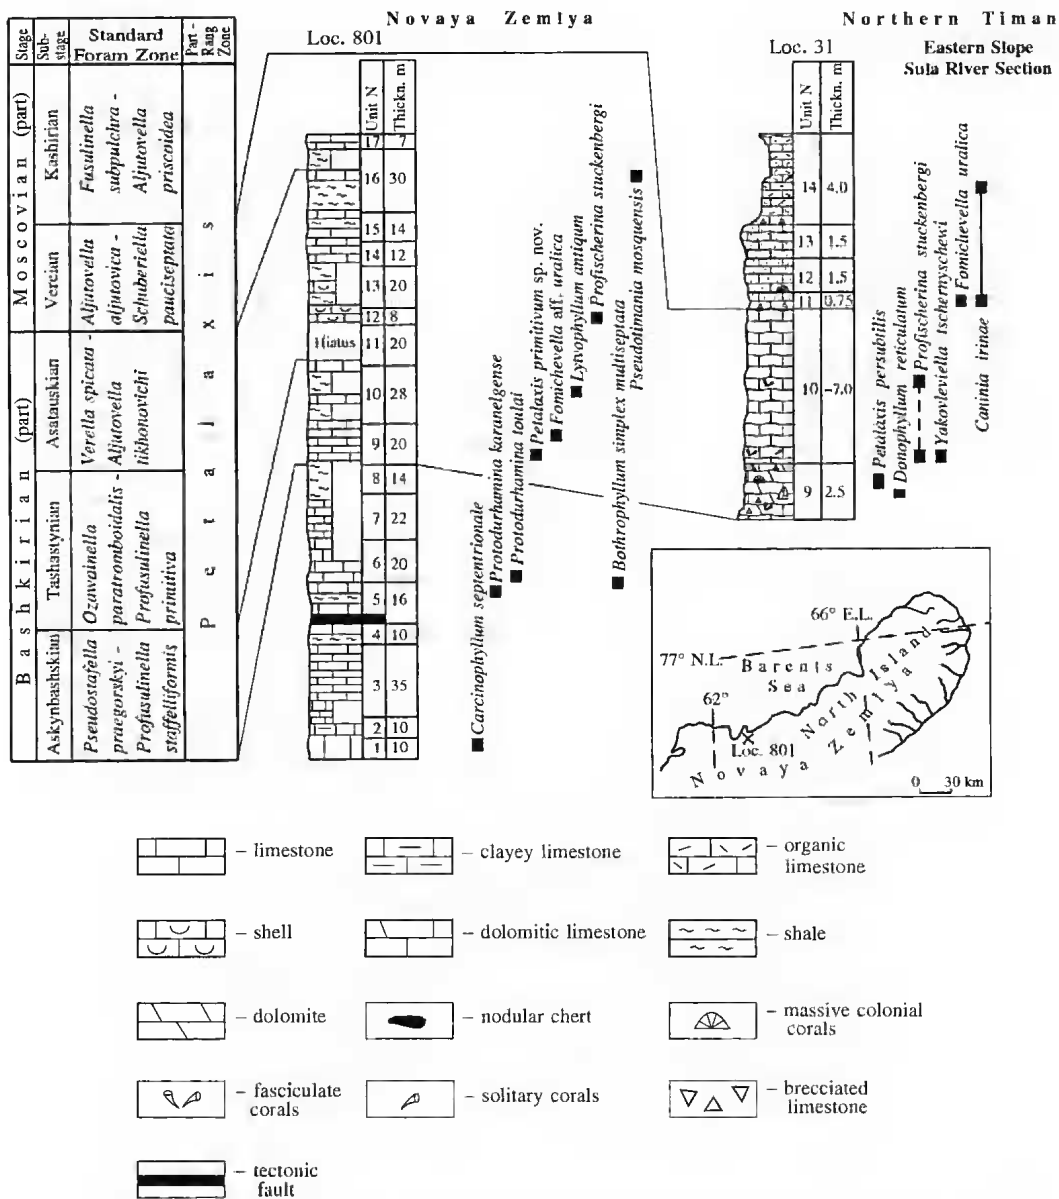 Novaya Zemlya
Northern Timan
Loc. 801
Loc. 31
Eastern Slope
Sula River Section
Stage
Sub-
stage
Standard
Foram Zone
Part -
Rang
Zone
Moscovian (part)
Kashirian
Fusulinella
subpulchra -
Aljutovella
priscoidea
Vereian
Aljutovella
aljutovica -
Schuberiella
pauciseptata
Bashkirian (part)
Asatauskian
Verella spicata -
Aljutovella
tikhonovichi
Tashastynian
Ozawainella
paratromboidalis -
Profusulinella
primitiva
Askynbashskian
Pseudostafella
praegorskyi -
Profusulinella
staffelliformis
Petalaxis
Unit N
Thickn. m
17 7
16 30
15 14
14 12
13 20
12 8
Hiatus 11 20
10 28
9 20
8 14
7 22
6 20
5 16
4 10
3 35
2 10
1 10
Carcinophyllum septentrionale
Protodurhamina karanelgense
Protodurhamina toulai
Petalaxis primitivum sp. nov.
Fomichevella aff. uralica
Lytvophyllum antiqum
Profischerina stuckenbergi
Bothrophyllum simplex multiseptata
Pseudotimania mosquensis
Unit N
Thickn. m
14 4.0
13 1.5
12 1.5
11 0.75
10 -7.0
9 2.5
Petalaxis persubtilis
Donophyllum reticulatum
Profischerina stuckenbergi
Yakovleviella tschernyschewi
Fomichevella uralica
Caninia irinae
66° E.L.
77° N.L.
Barents
Sea
62°
North Island
Loc. 801
Novaya Zemlya
0 30 km
– limestone
– clayey limestone
– organic
limestone
– shell
– dolomitic limestone
– shale
– dolomite
– nodular chert
– massive colonial
corals
– fasciculate
corals
– solitary corals
– brecciated
limestone
– tectonic
fault